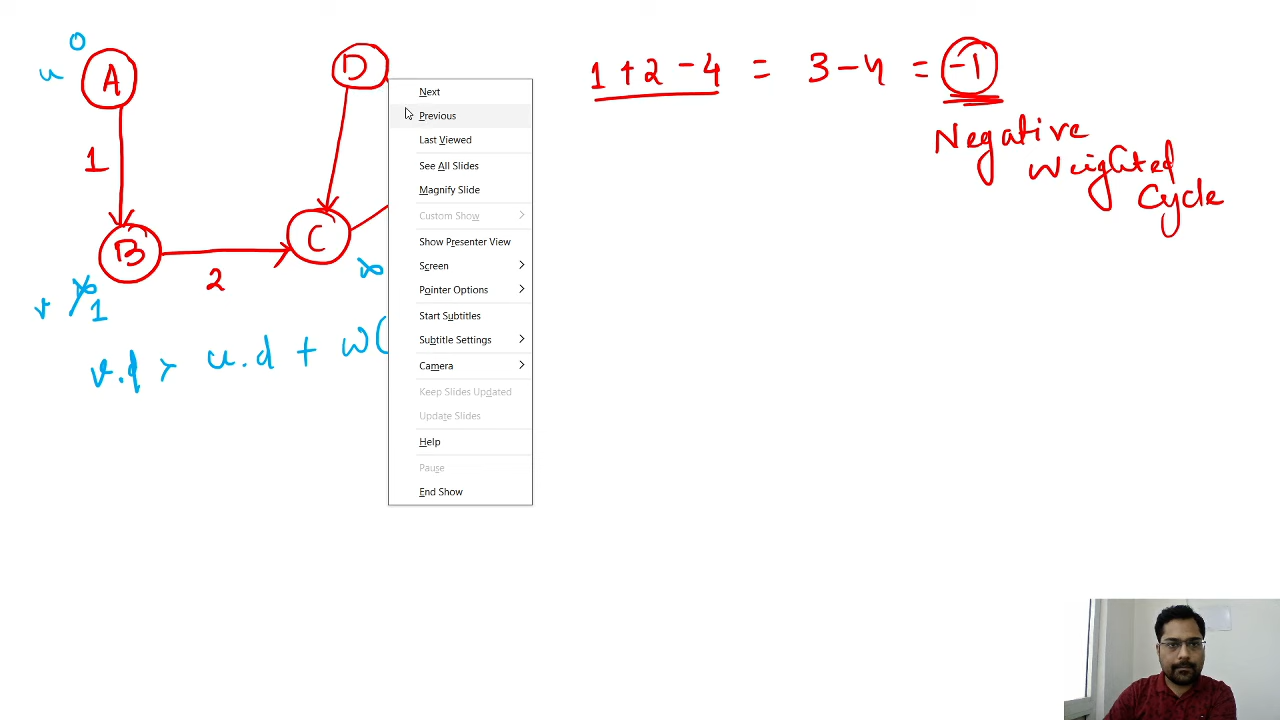 0
u
A
D
1
B
2
C
∞
v
∞
1
v.d > u.d + w(
1 + 2 - 4 = 3 - 4 = -1
Negative
Weighted
Cycle
Next
Previous
Last Viewed
See All Slides
Magnify Slide
Custom Show
Show Presenter View
Screen
Pointer Options
Start Subtitles
Subtitle Settings
Camera
Keep Slides Updated
Update Slides
Help
Pause
End Show